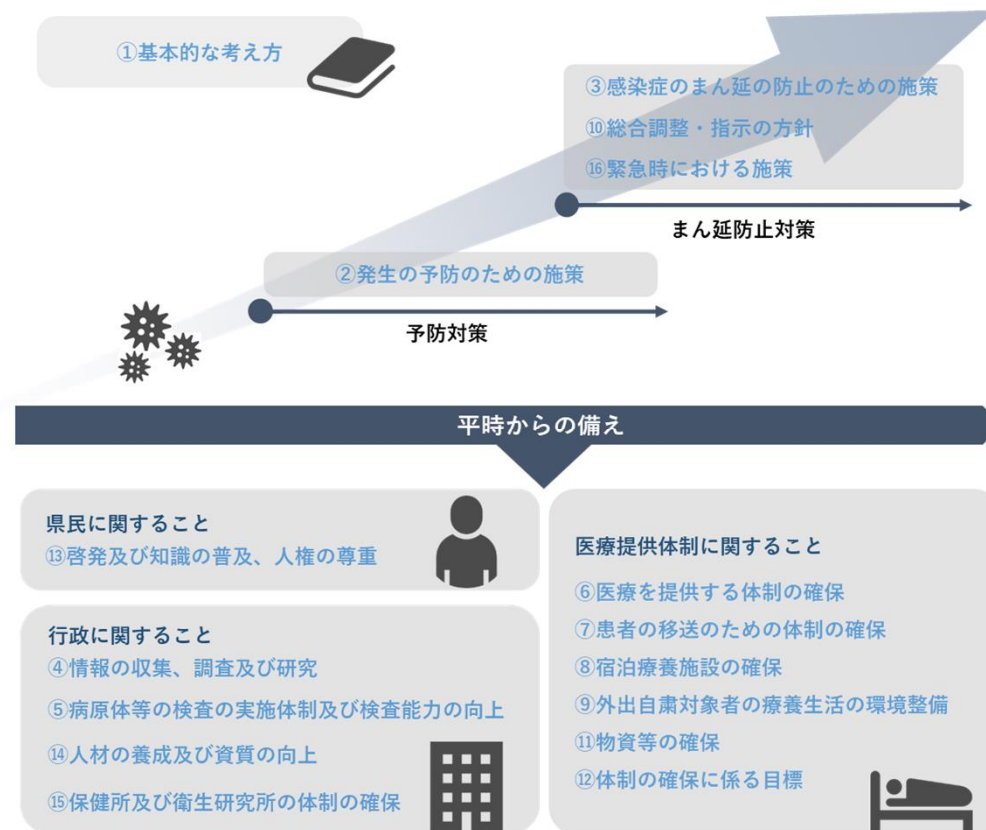 ①基本的な考え方
③感染症のまん延の防止のための施策
⑩総合調整・指示の方針
⑯緊急時における施策
まん延防止対策
②発生の予防のための施策
予防対策
平時からの備え
県民に関すること
⑬啓発及び知識の普及、人権の尊重
行政に関すること
④情報の収集、調査及び研究
⑤病原体等の検査の実施体制及び検査能力の向上
⑭人材の養成及び資質の向上
⑮保健所及び衛生研究所の体制の確保
医療提供体制に関すること
⑥医療を提供する体制の確保
⑦患者の移送のための体制の確保
⑧宿泊療養施設の確保
⑨外出自粛対象者の療養生活の環境整備
⑪物資等の確保
⑫体制の確保に係る目標